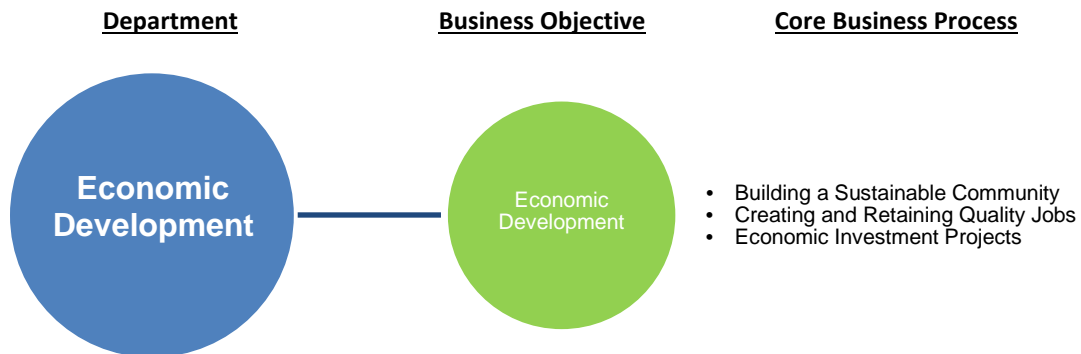 Department
Business Objective
Core Business Process
Economic
Development
Economic
Development
• Building a Sustainable Community
• Creating and Retaining Quality Jobs
• Economic Investment Projects